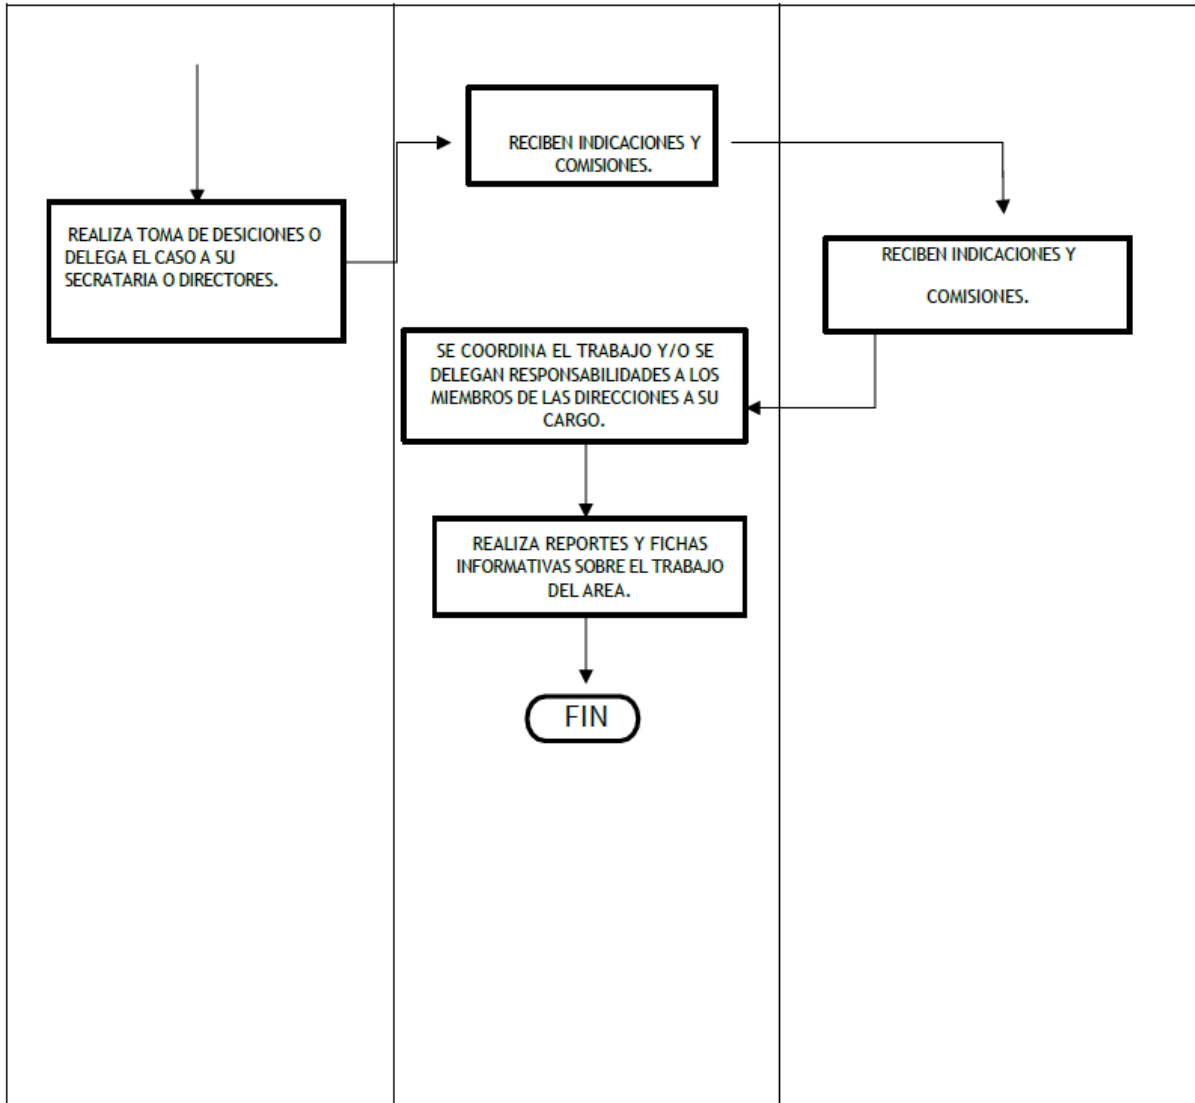 REALIZA TOMA DE DESICIONES O
DELEGA EL CASO A SU
SECRETARIA O DIRECTORES.
RECIBEN INDICACIONES Y
COMISIONES.
RECIBEN INDICACIONES Y
COMISIONES.
SE COORDINA EL TRABAJO Y/O SE
DELEGAN RESPONSABILIDADES A LOS
MIEMBROS DE LAS DIRECCIONES A SU
CARGO.
REALIZA REPORTES Y FICHAS
INFORMATIVAS SOBRE EL TRABAJO
DEL AREA.
FIN